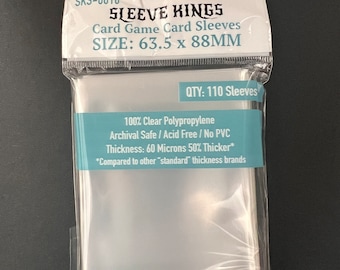 SLEEVE KINGS
Card Game Card Sleeves
SIZE: 63.5 x 88MM
QTY: 110 Sleeves
100% Clear Polypropylene
Archival Safe / Acid Free / No PVC
Thickness: 60 Microns 50% Thicker*
*Compared to other "standard" thickness brands